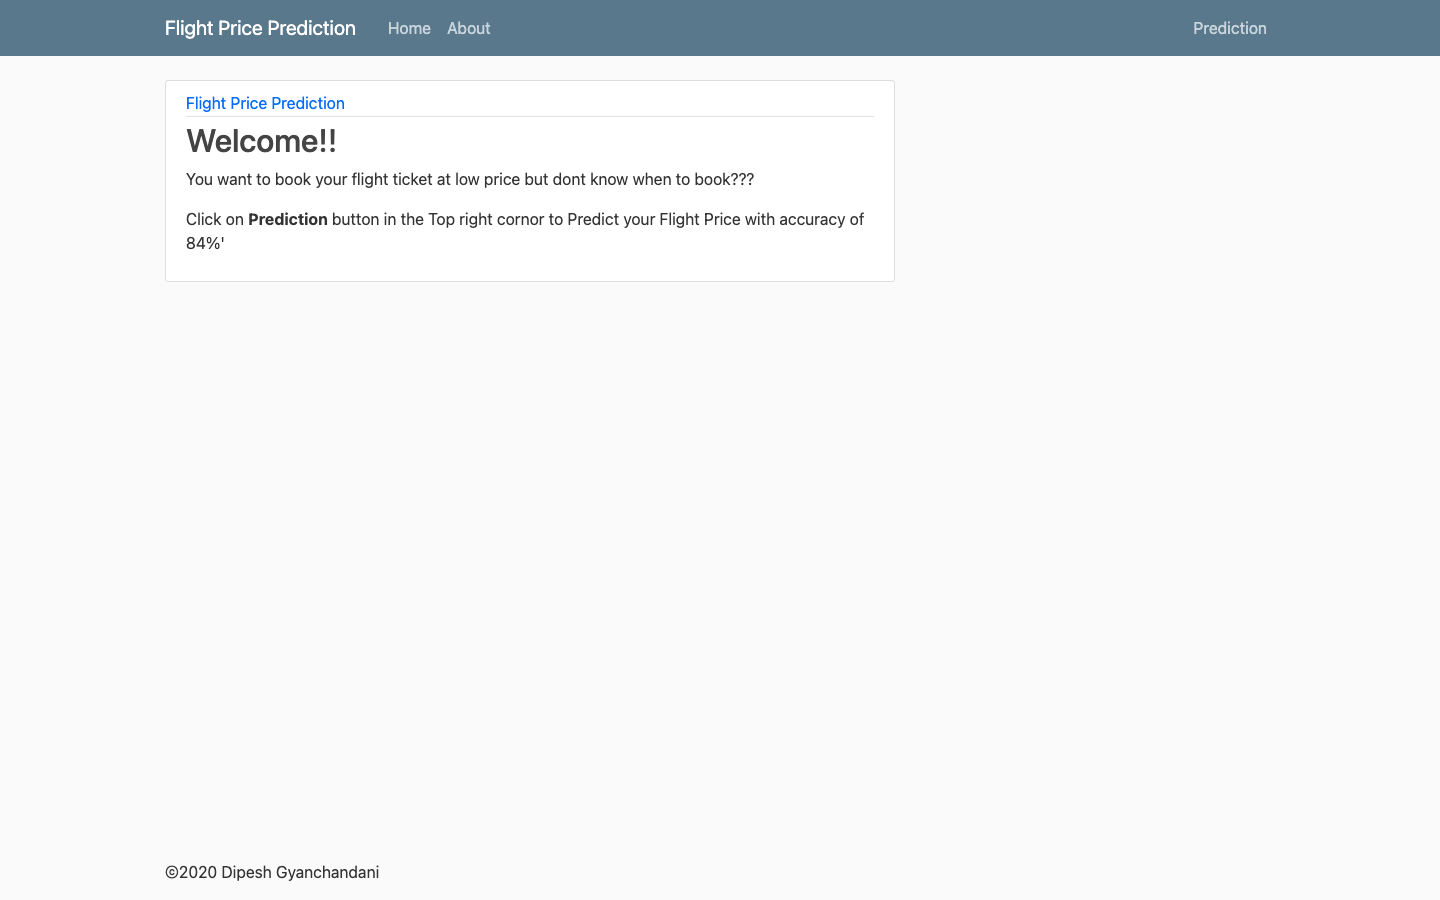 Flight Price Prediction
Home
About
Prediction
Flight Price Prediction
Welcome!!
You want to book your flight ticket at low price but dont know when to book???
Click on Prediction button in the Top right cornor to Predict your Flight Price with accuracy of
84%'
©2020 Dipesh Gyanchandani